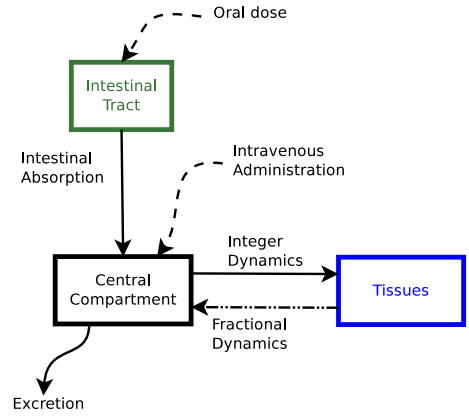 Oral dose
Intestinal
Tract
Intestinal
Absorption
Intravenous
Administration
Integer
Dynamics
Central
Compartment
Tissues
Fractional
Dynamics
Excretion